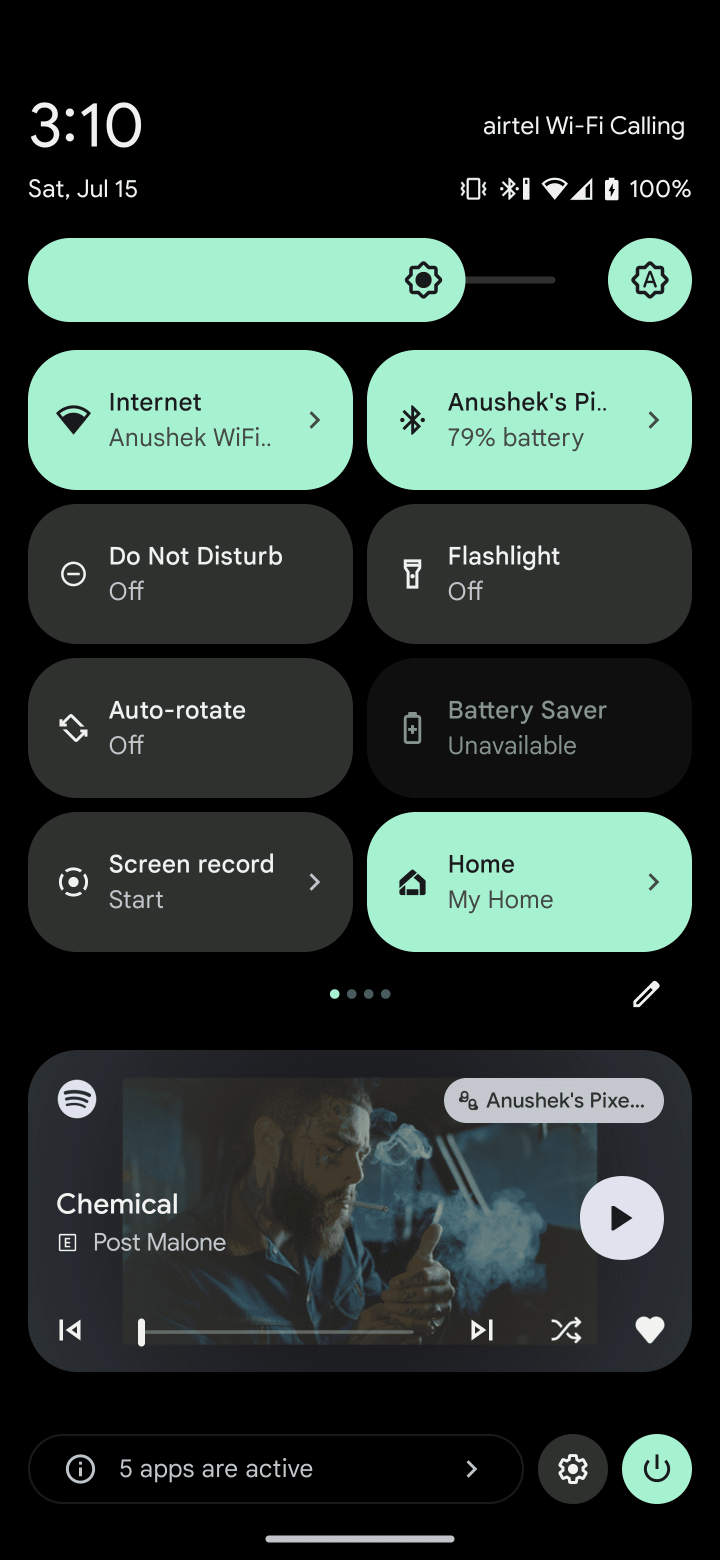 3:10
airtel Wi-Fi Calling
Sat, Jul 15
100%
A
Internet
Anushek WiFi..
Anushek's Pi..
79% battery
Do Not Disturb
Off
Flashlight
Off
Auto-rotate
Off
Battery Saver
Unavailable
Screen record
Start
Home
My Home
Anushek's Pixe...
Chemical
E Post Malone
5 apps are active